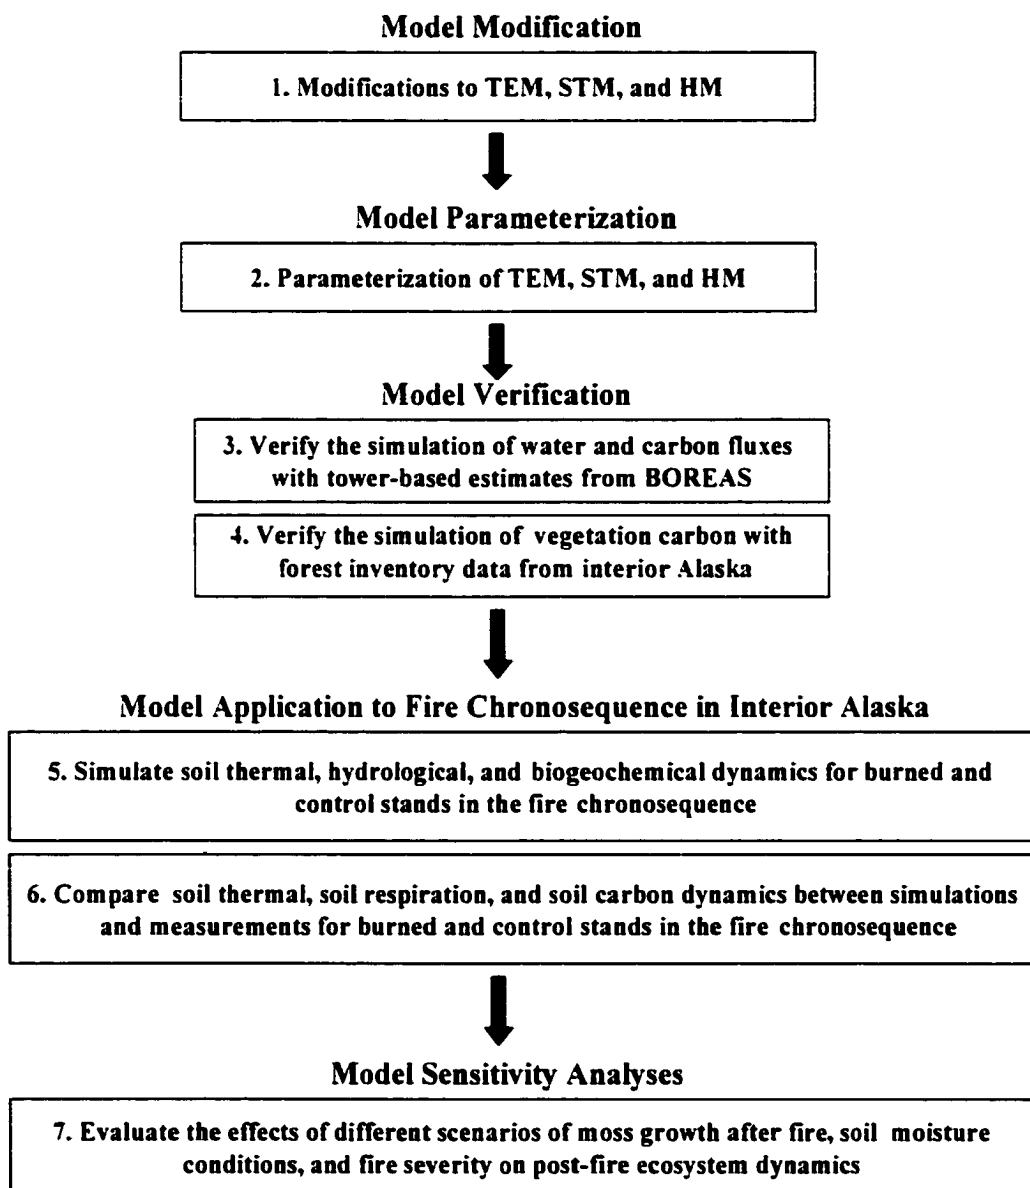 Model Modification
1. Modifications to TEM, STM, and HM
Model Parameterization
2. Parameterization of TEM, STM, and HM
Model Verification
3. Verify the simulation of water and carbon fluxes
with tower-based estimates from BOREAS
4. Verify the simulation of vegetation carbon with
forest inventory data from interior Alaska
Model Application to Fire Chronosequence in Interior Alaska
5. Simulate soil thermal, hydrological, and biogeochemical dynamics for burned and
control stands in the fire chronosequence
6. Compare soil thermal, soil respiration, and soil carbon dynamics between simulations
and measurements for burned and control stands in the fire chronosequence
Model Sensitivity Analyses
7. Evaluate the effects of different scenarios of moss growth after fire, soil moisture
conditions, and fire severity on post-fire ecosystem dynamics